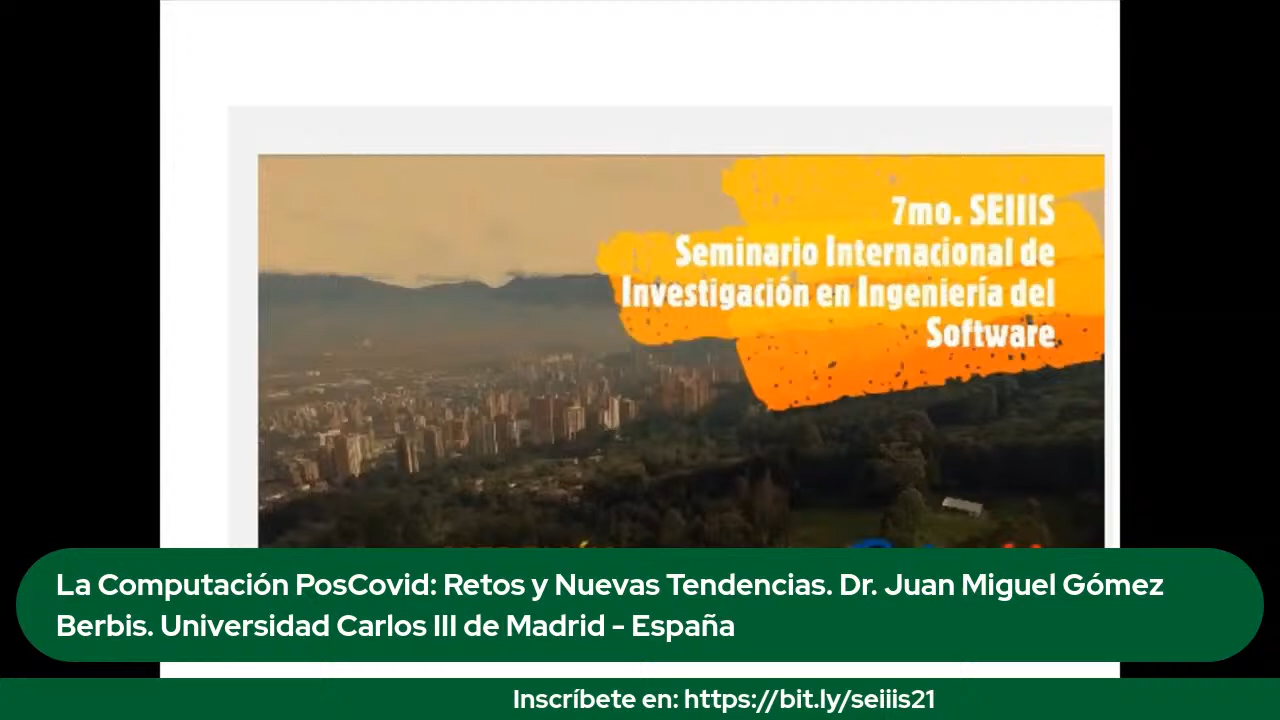 7mo. SEIIIS
Seminario Internacional de
Investigación en Ingeniería del
Software
La Computación PosCovid: Retos y Nuevas Tendencias. Dr. Juan Miguel Gómez
Berbis. Universidad Carlos III de Madrid - España
Inscríbete en: https://bit.ly/seiiis21